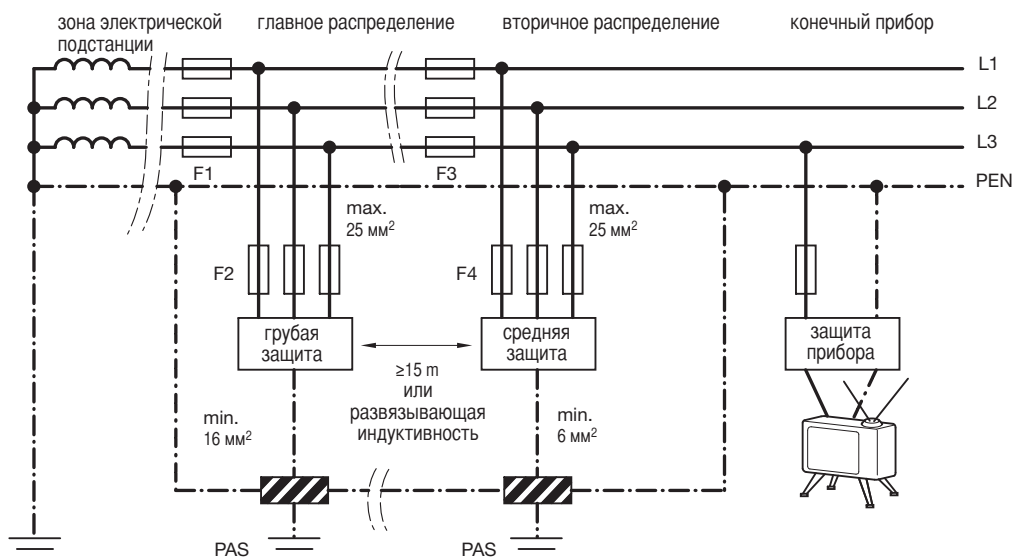 зона электрической
подстанции
главное распределение
вторичное распределение
конечный прибор
L1
L2
L3
F1
F3
PEN
max.
25 мм²
max.
25 мм²
F2
F4
грубая
защита
средняя
защита
защита
прибора
≥15 m
или
развязывающая
индуктивность
min.
16 мм²
min.
6 мм²
PAS
PAS